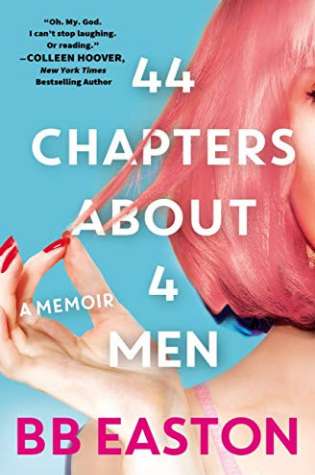 "Oh. My. God.
I can't stop laughing.
Or reading."
—COLLEEN HOOVER,
New York Times
Bestselling Author
44
CHAPTERS
ABOUT
4
MEN
A MEMOIR
BB EASTON